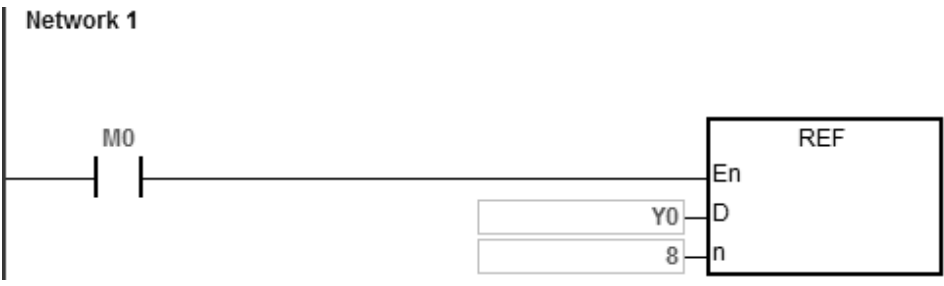 Network 1
M0
REF
En
Y0 D
8 n